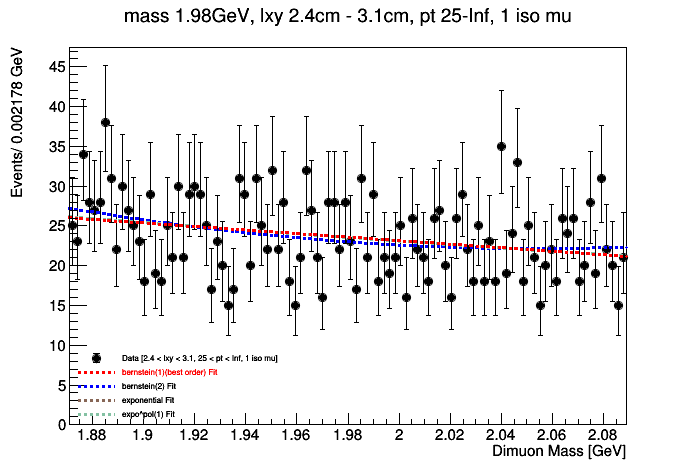 mass 1.98GeV, lxy 2.4cm - 3.1cm, pt 25-Inf, 1 iso mu
Events/ 0.002178 GeV
45
40
35
30
25
20
15
10
5
0
Data [2.4 < lxy < 3.1, 25 < pt < Inf, 1 iso mu]
bernstein(1)(best order) Fit
bernstein(2) Fit
exponential Fit
expo*pol(1) Fit
1.88 1.9 1.92 1.94 1.96 1.98 2 2.02 2.04 2.06 2.08
Dimuon Mass [GeV]